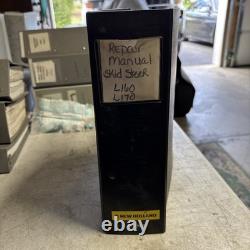 REPAIR
MANUAL
SKID STEER
L160
L170
NEW HOLLAND